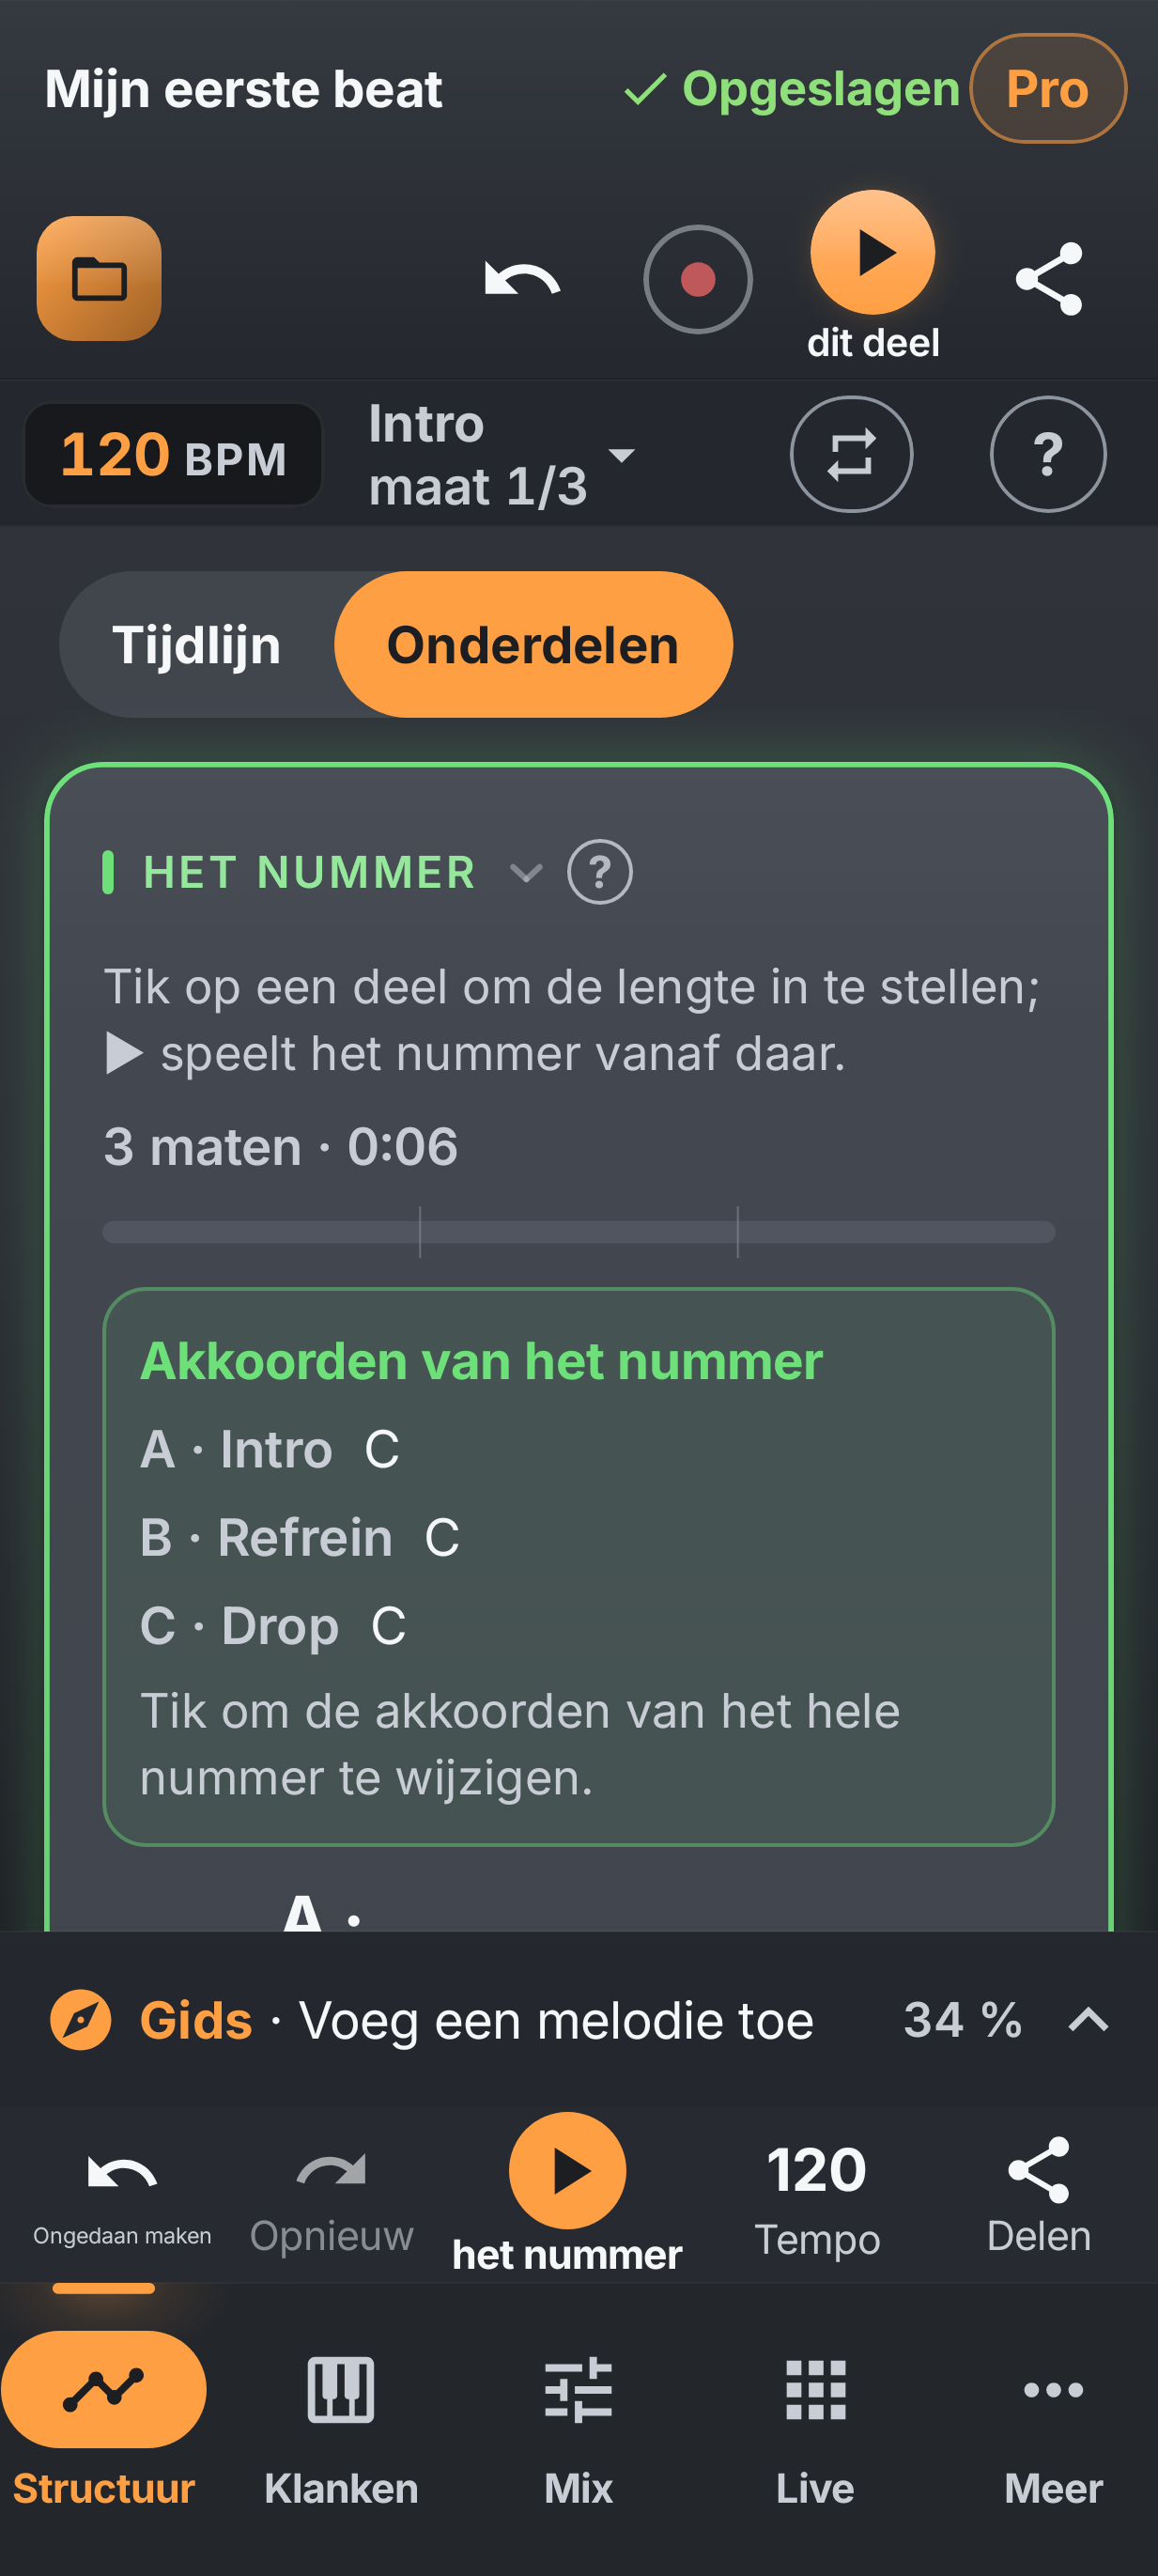 Mijn eerste beat
Opgeslagen
Pro
dit deel
120 BPM
Intro
maat 1/3
?
Tijdlijn
Onderdelen
HET NUMMER
?
Tik op een deel om de lengte in te stellen;
▶ speelt het nummer vanaf daar.
3 maten · 0:06
Akkoorden van het nummer
A · Intro C
B · Refrein C
C · Drop C
Tik om de akkoorden van het hele
nummer te wijzigen.
A ·
Gids · Voeg een melodie toe
34 %
Ongedaan maken
Opnieuw
het nummer
120
Tempo
Delen
Structuur
Klanken
Mix
Live
Meer